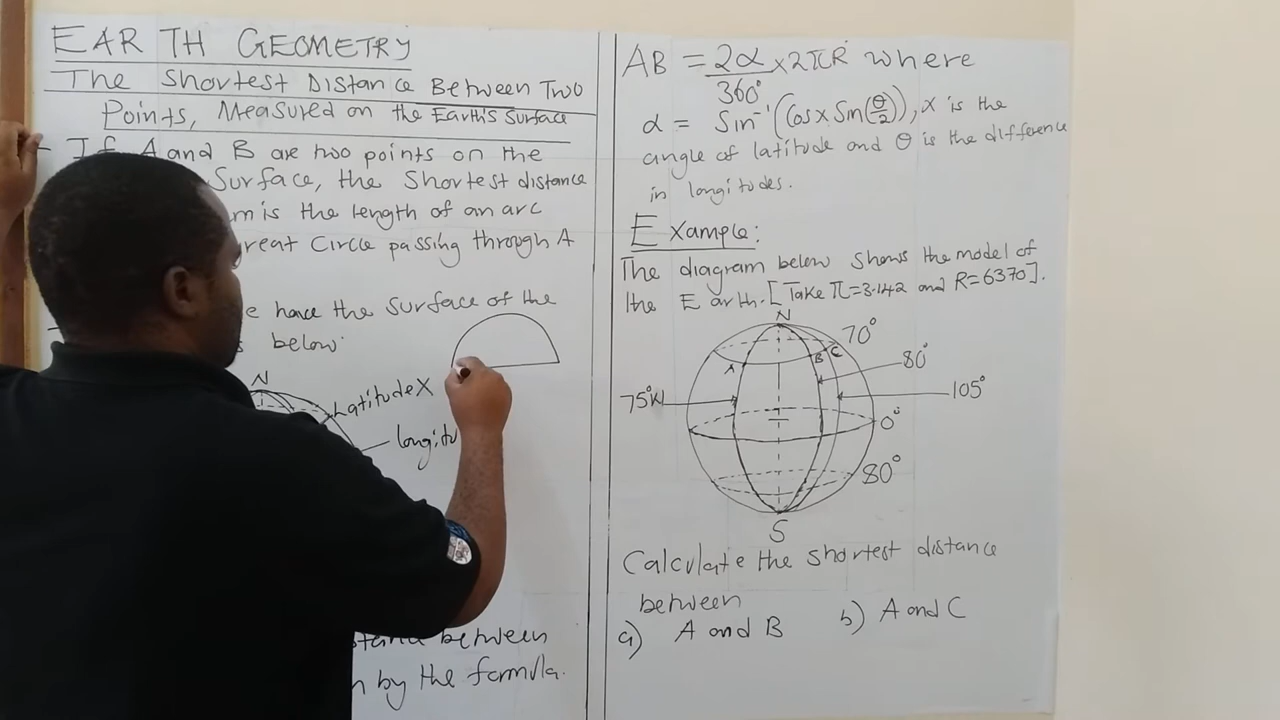 EARTH GEOMETRY
The Shortest Distance Between Two
Points, Measured on the Earth's Surface
If A and B are two points on the
Surface, the Shortest distance
m is the length of an arc
reat Circle passing through A
e have the surface of the
below:
N
Latitude X
longitu
between
n by the formula.
AB = 2α/360° × 2πR where
α = Sin⁻¹(Cos x Sin(θ/2)), x is the
angle of latitude and θ is the difference
in longitudes.
Example:
The diagram below shows the model of
the Earth. [Take π=3.142 and R=6370].
N
70°
A
B
C
80°
75°W
105°
0°
80°
S
Calculate the shortest distance
between
a) A and B b) A and C